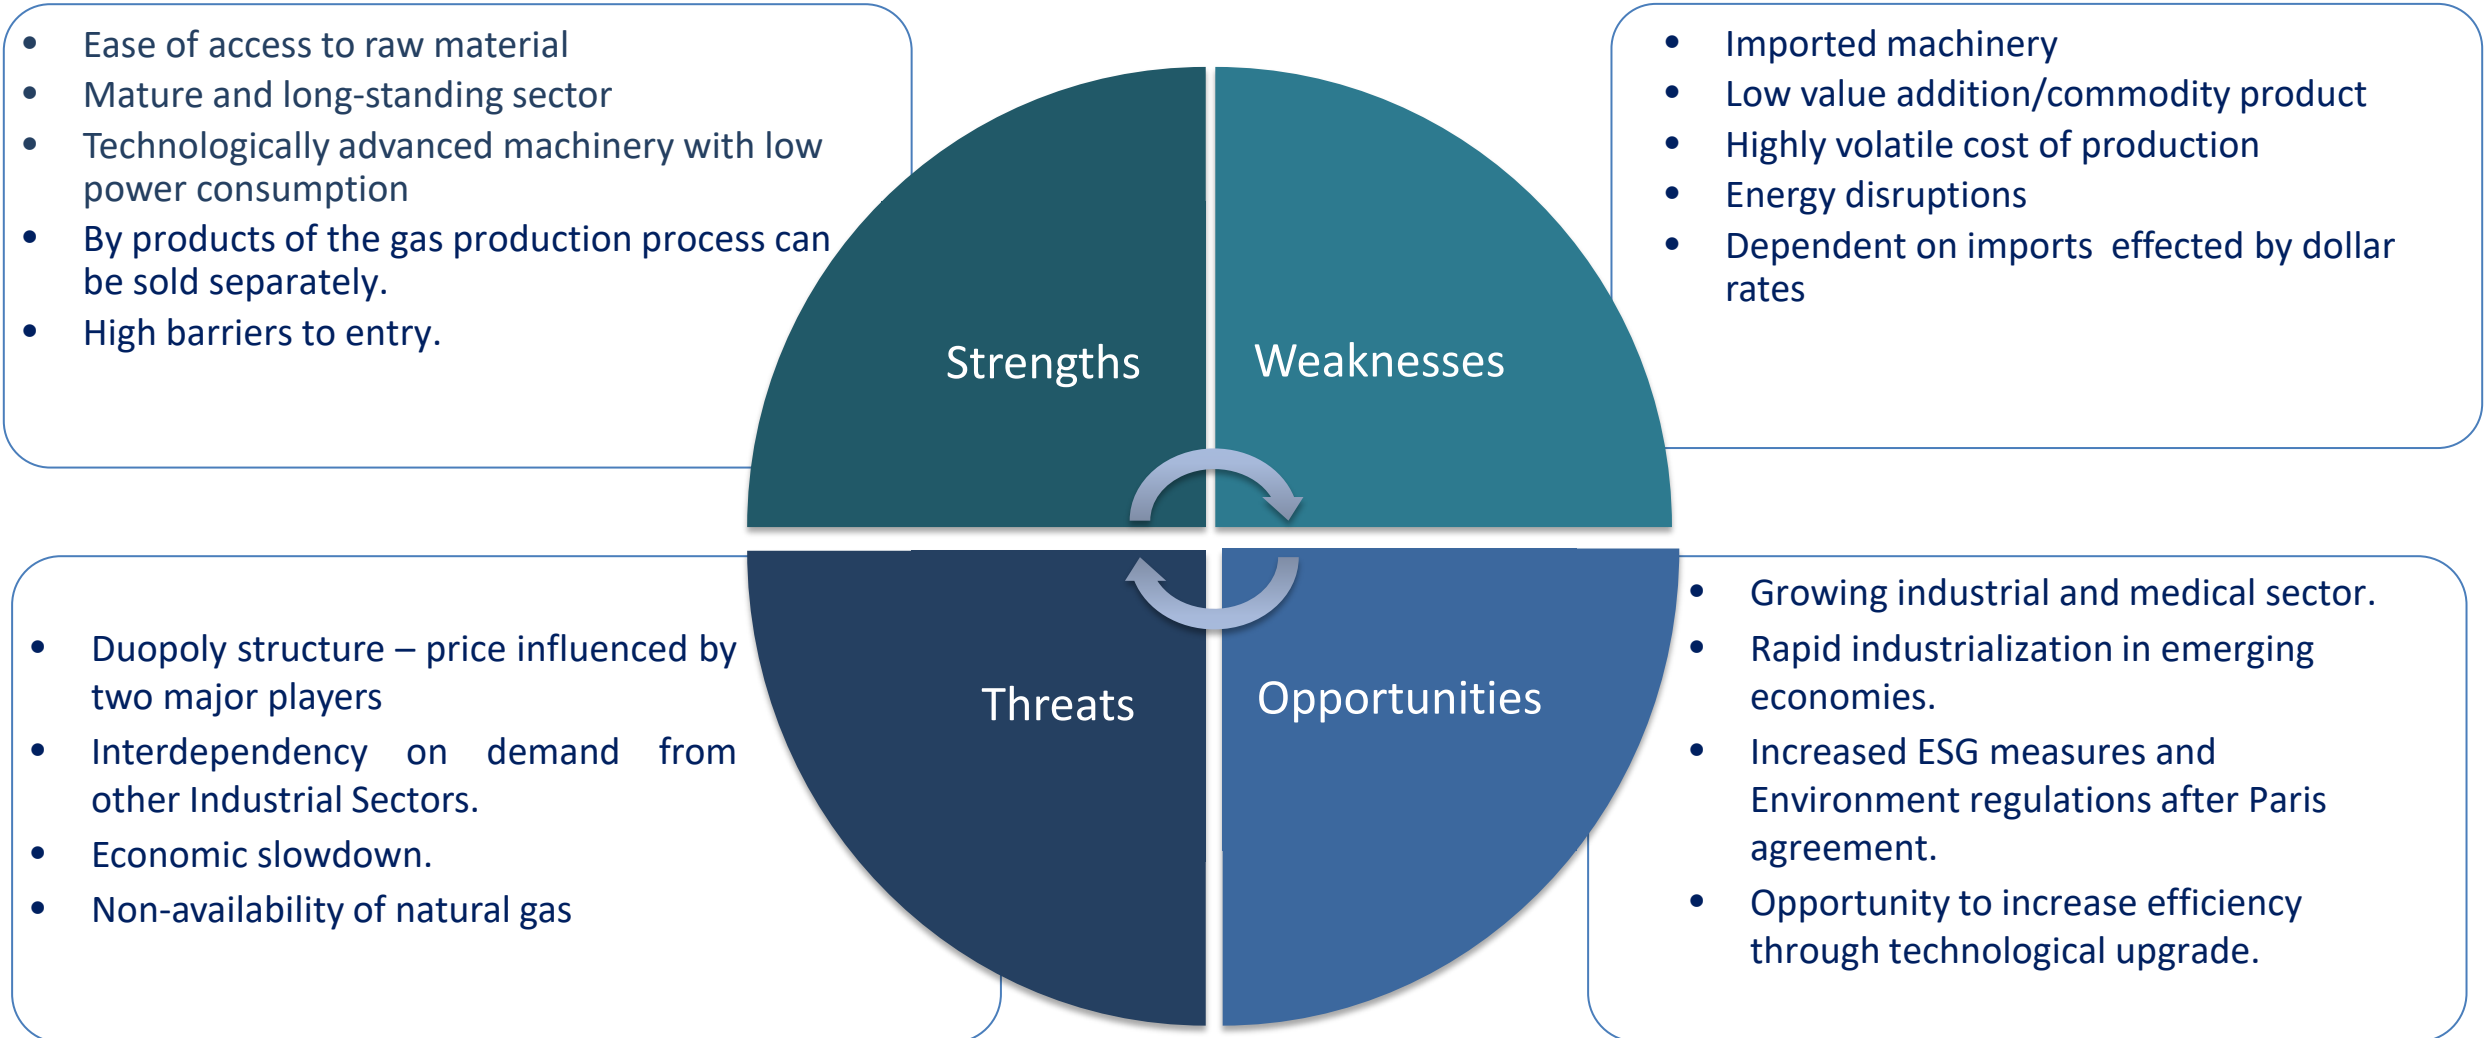 • Ease of access to raw material
• Mature and long-standing sector
• Technologically advanced machinery with low
power consumption
• By products of the gas production process can
be sold separately.
• High barriers to entry.
Strengths
Weaknesses
• Imported machinery
• Low value addition/commodity product
• Highly volatile cost of production
• Energy disruptions
• Dependent on imports  effected by dollar
rates
• Duopoly structure – price influenced by
two major players
• Interdependency on demand from
other Industrial Sectors.
• Economic slowdown.
• Non-availability of natural gas
Threats
Opportunities
• Growing industrial and medical sector.
• Rapid industrialization in emerging
economies.
• Increased ESG measures and
Environment regulations after Paris
agreement.
• Opportunity to increase efficiency
through technological upgrade.